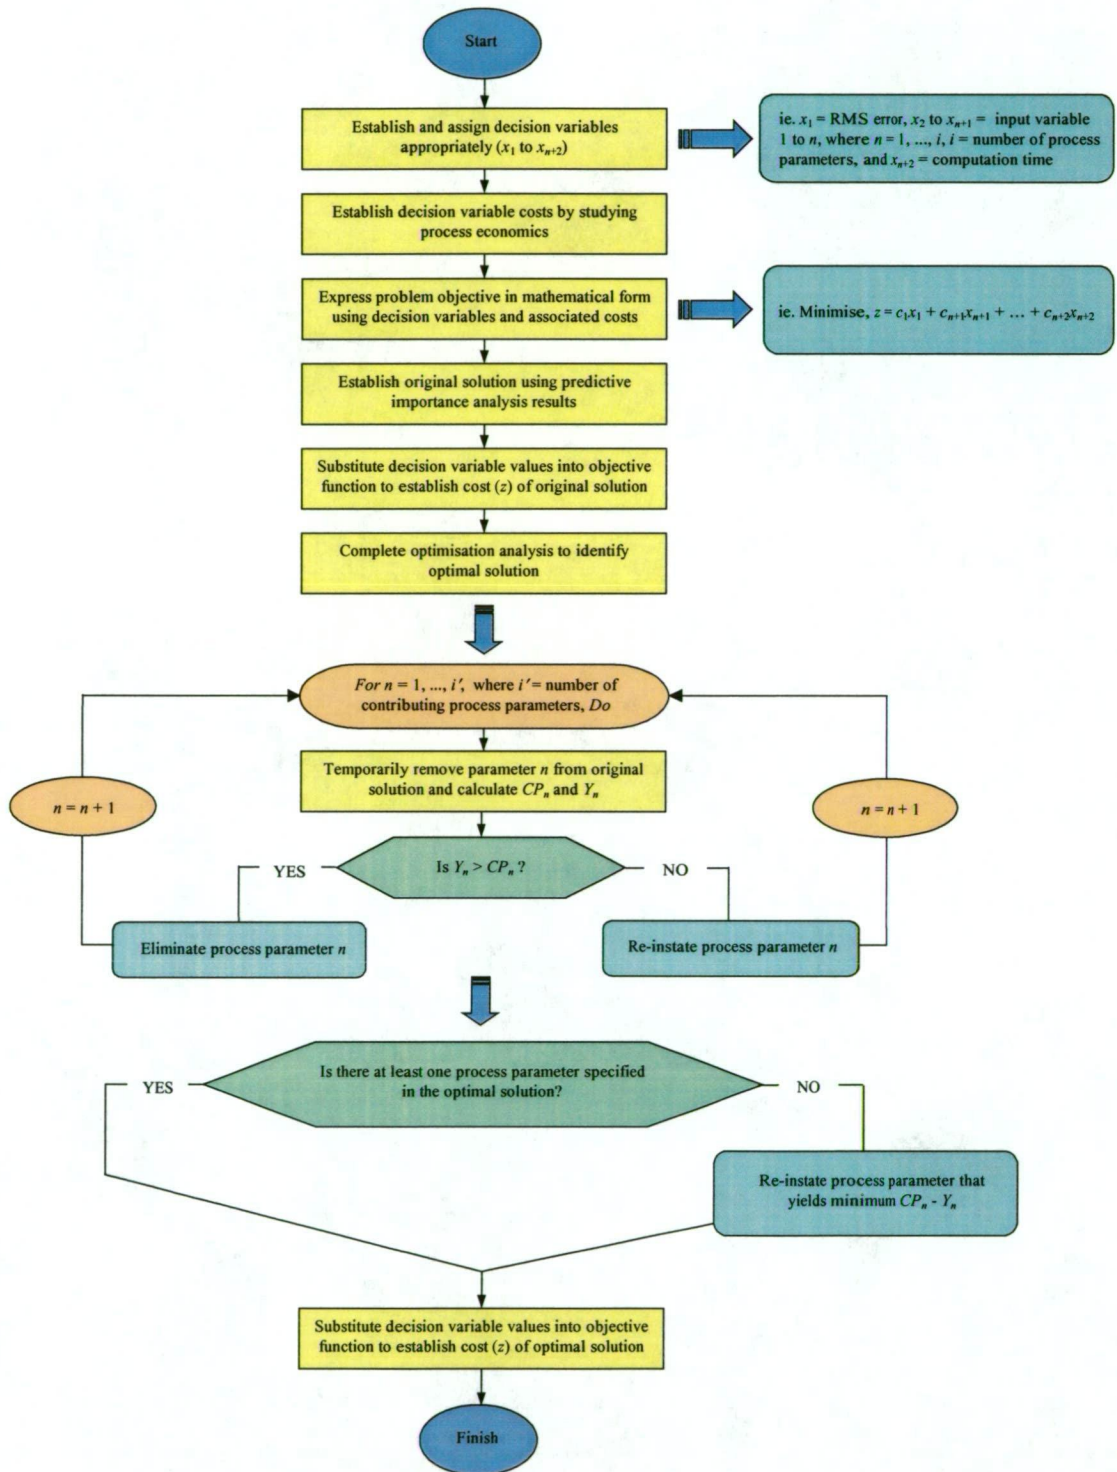 Start
Establish and assign decision variables
appropriately (x₁ to xₙ₊₂)
ie. x₁ = RMS error, x₂ to xₙ₊₁ = input variable
1 to n, where n = 1, ..., i, i = number of process
parameters, and xₙ₊₂ = computation time
Establish decision variable costs by studying
process economics
Express problem objective in mathematical form
using decision variables and associated costs
ie. Minimise, z = c₁x₁ + cₙ₊₁xₙ₊₁ + ... + cₙ₊₂xₙ₊₂
Establish original solution using predictive
importance analysis results
Substitute decision variable values into objective
function to establish cost (z) of original solution
Complete optimisation analysis to identify
optimal solution
For n = 1, ..., i', where i' = number of
contributing process parameters, Do
Temporarily remove parameter n from original
solution and calculate CPₙ and Yₙ
n = n + 1
n = n + 1
Is Yₙ > CPₙ ?
YES
NO
Eliminate process parameter n
Re-instate process parameter n
Is there at least one process parameter specified
in the optimal solution?
YES
NO
Re-instate process parameter that
yields minimum CPₙ - Yₙ
Substitute decision variable values into objective
function to establish cost (z) of optimal solution
Finish